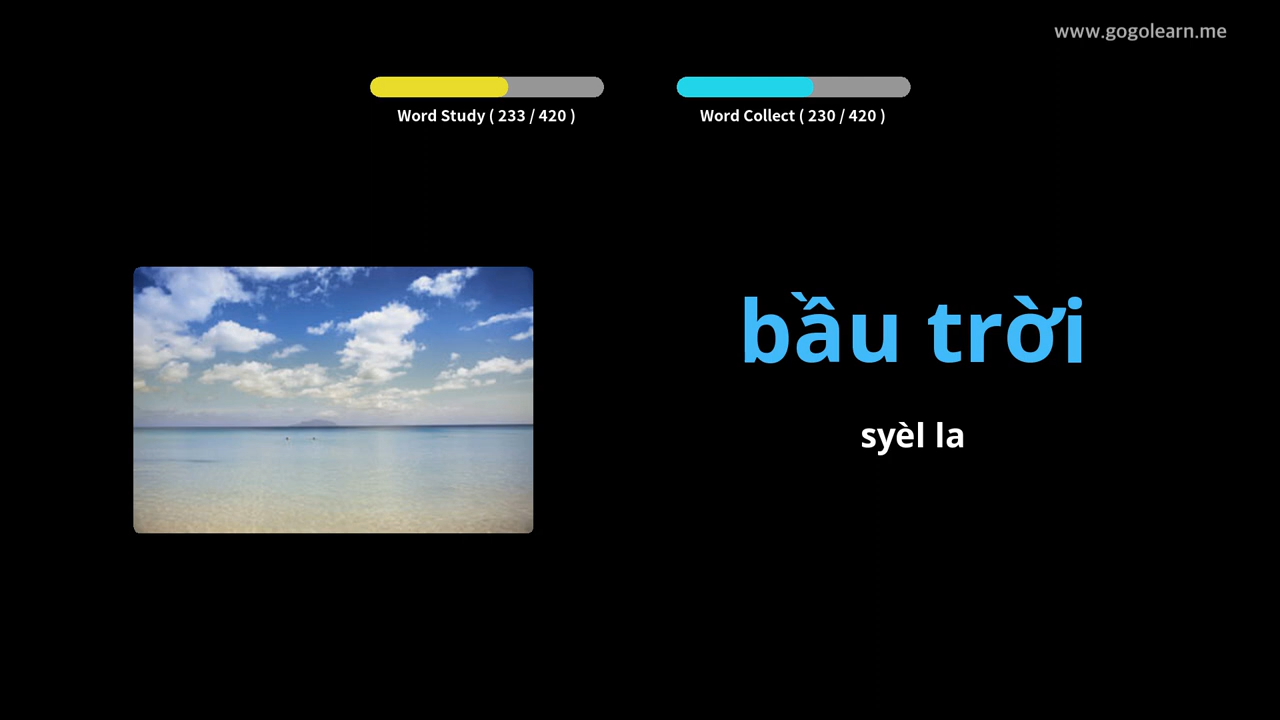 www.gogolearn.me
Word Study ( 233 / 420 )
Word Collect ( 230 / 420 )
bầu trời
syèl la